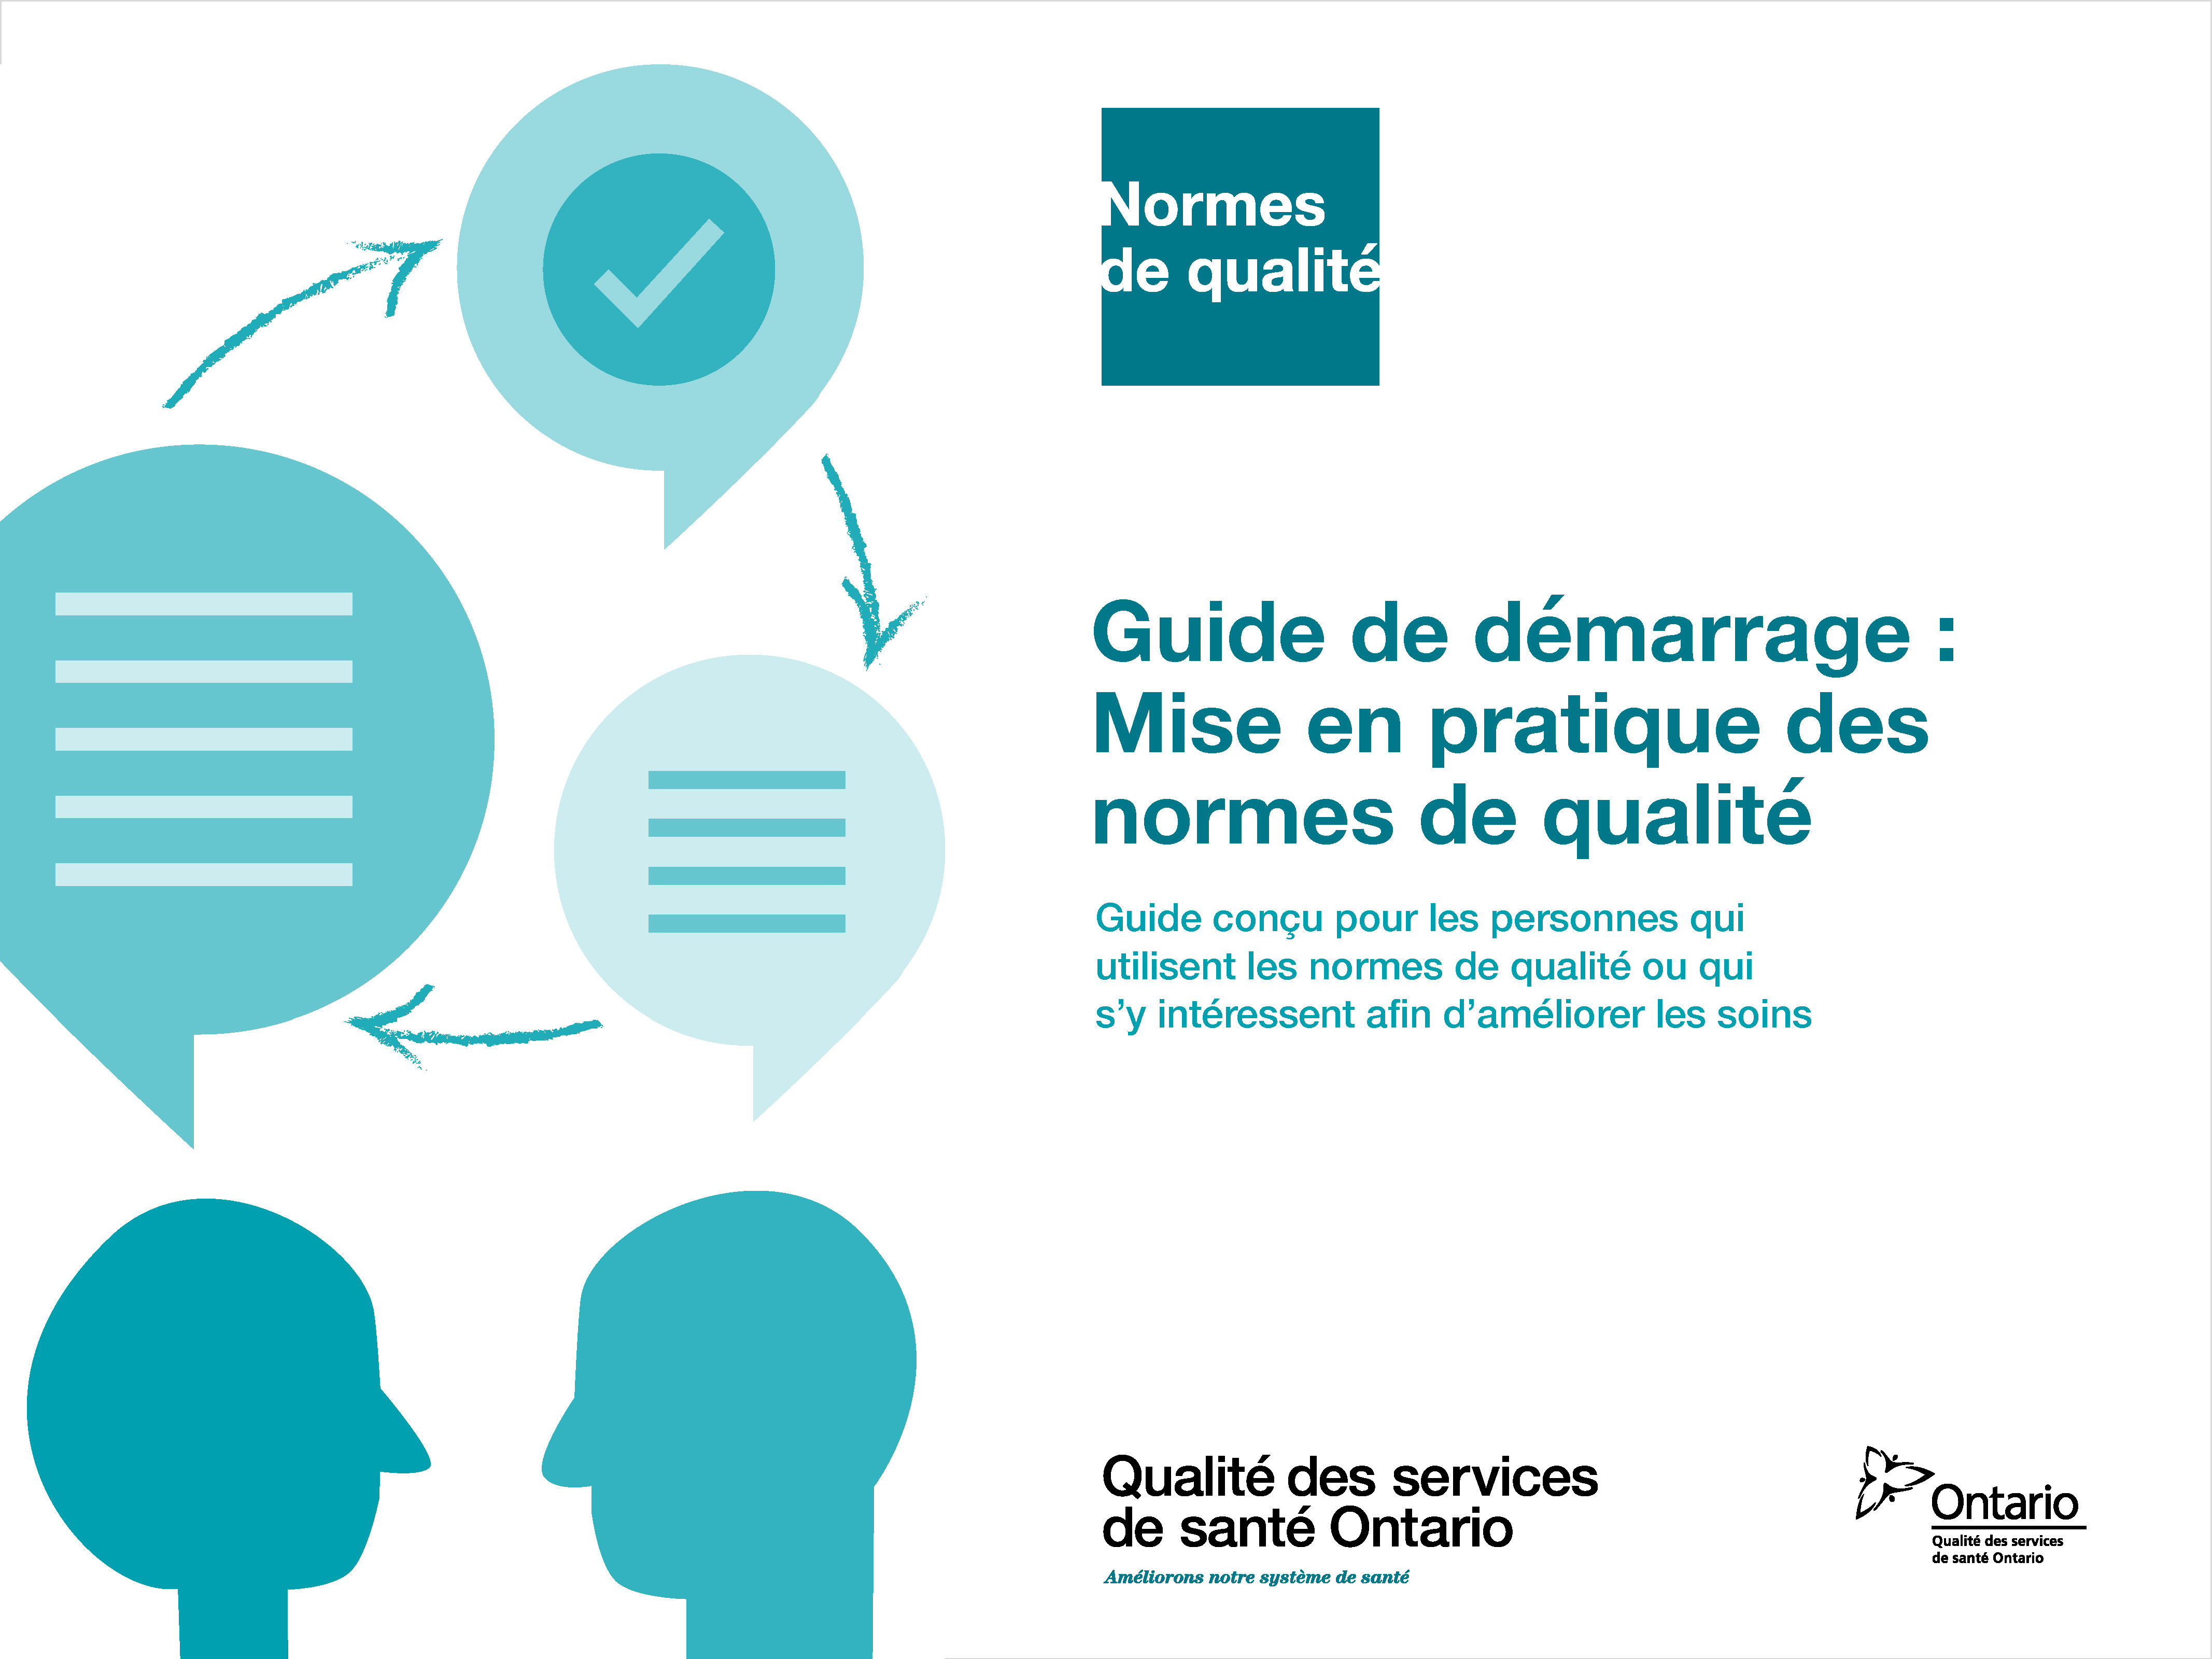 Normes
de qualité
Guide de démarrage :
Mise en pratique des
normes de qualité
Guide conçu pour les personnes qui
utilisent les normes de qualité ou qui
s’y intéressent afin d’améliorer les soins
Qualité des services
de santé Ontario
Améliorons notre système de santé
Ontario
Qualité des services
de santé Ontario